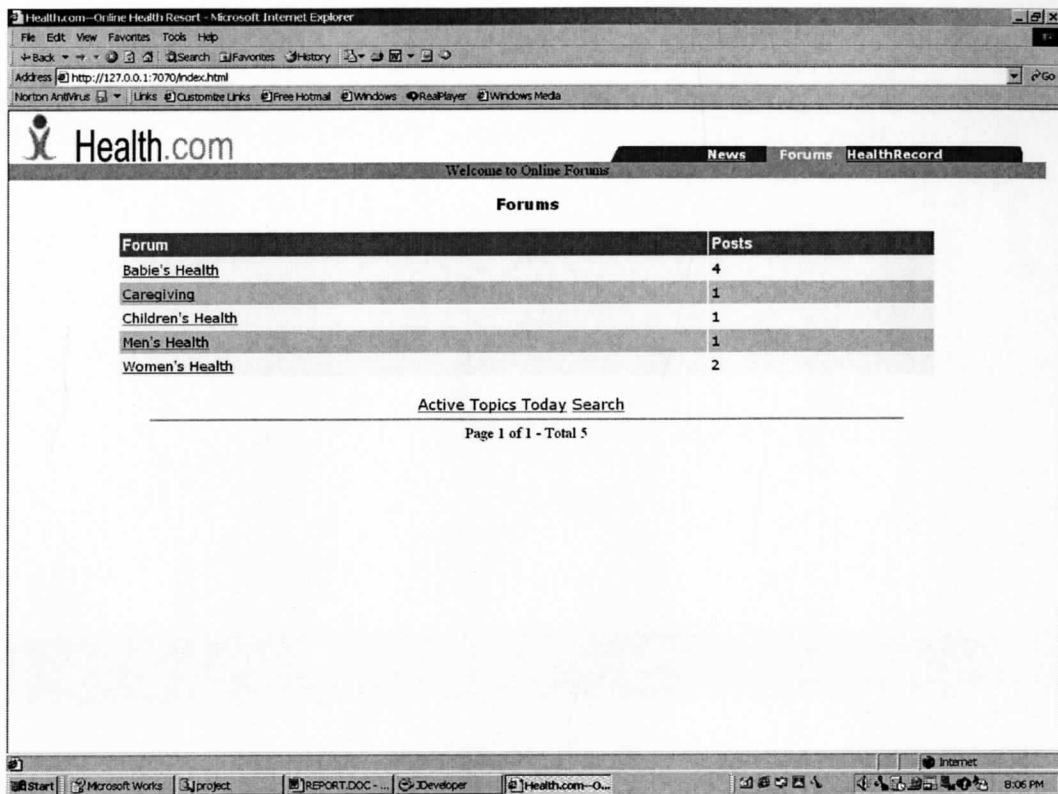 Health.com--Online Health Resort - Microsoft Internet Explorer
File Edit View Favorites Tools Help
Back Search Favorites History
Address http://127.0.0.1:7070/index.html Go
Norton AntiVirus Links Customize Links Free Hotmail Windows RealPlayer Windows Media
Health.com
News Forums HealthRecord
Welcome to Online Forums
Forums
Forum Posts
Babie's Health 4
Caregiving 1
Children's Health 1
Men's Health 1
Women's Health 2
Active Topics Today Search
Page 1 of 1 - Total 5
Internet
Start Microsoft Works project REPORT.DOC - ... JDeveloper Health.com--O... 8:06 PM